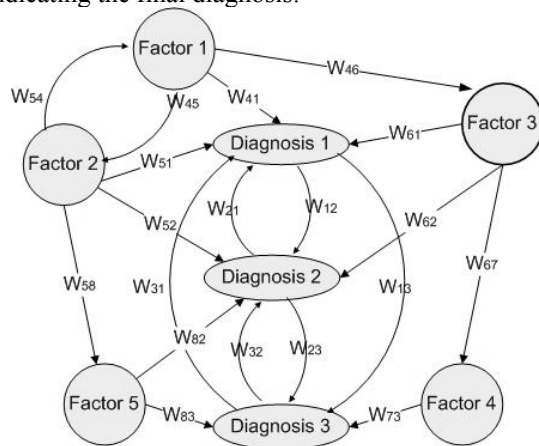 ndicating the final diagnosis.
Factor 1
W46
W54
W45
W41
Factor 3
Diagnosis 1
W61
Factor 2
W51
W21
W12
W52
W62
W67
Diagnosis 2
W58
W31
W13
W82
W32
W23
Factor 5
W83
W73
Factor 4
Diagnosis 3